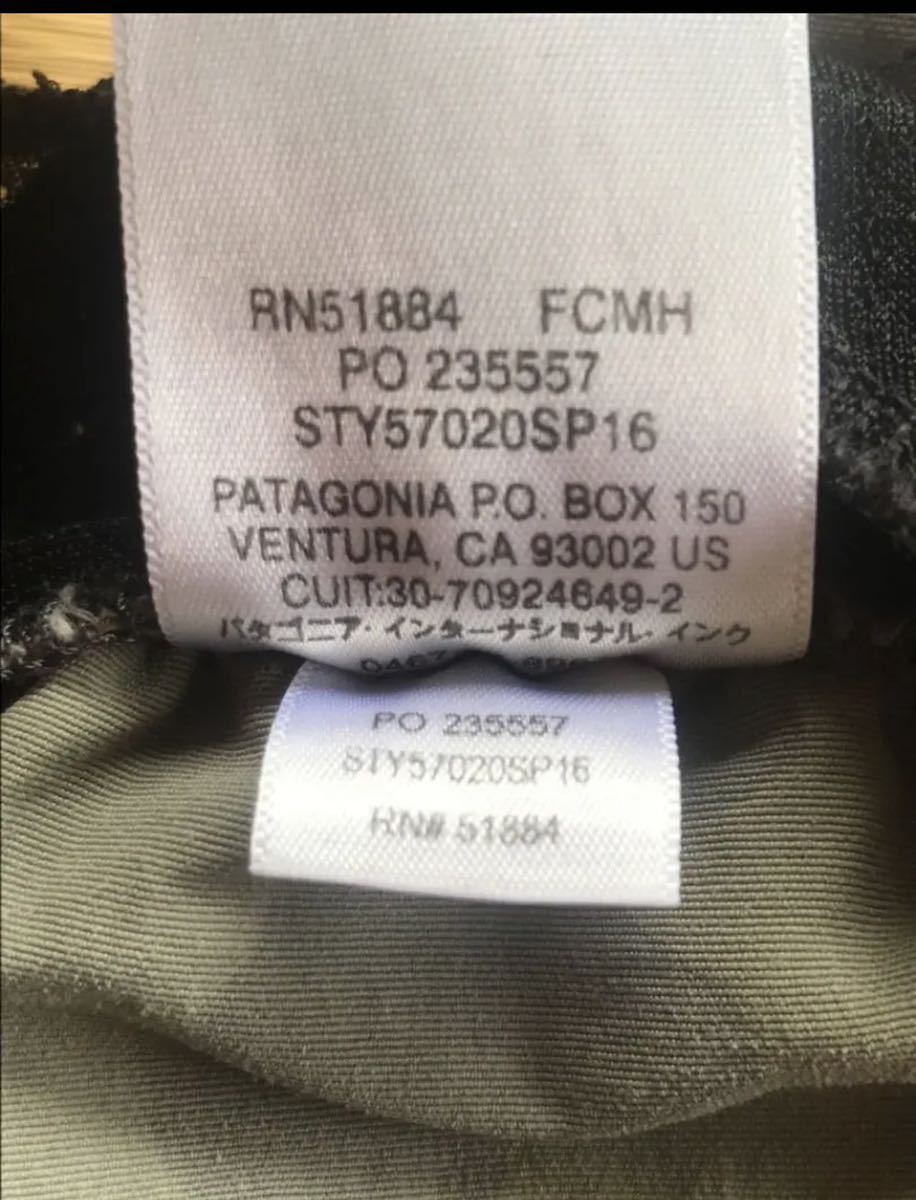 RN51884 FCMH
PO 235557
STY57020SP16
PATAGONIA P.O. BOX 150
VENTURA, CA 93002 US
CUIT:30-70924649-2
パタゴニア・インターナショナル・インク
PO 235557
STY57020SP16
RN# 51884